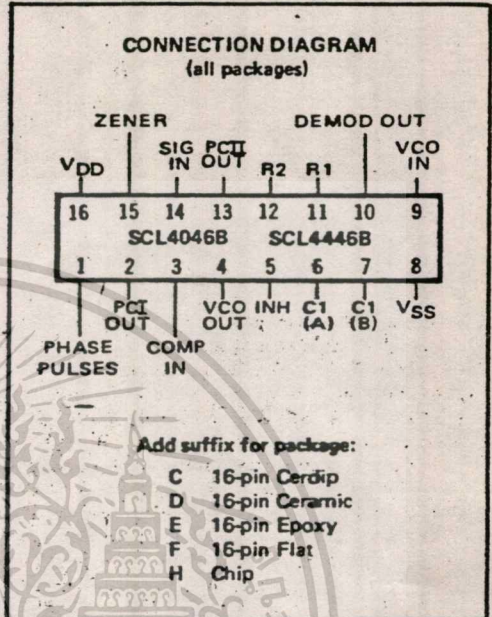 CONNECTION DIAGRAM
(all packages)
ZENER DEMOD OUT
VDD SIG IN PCII OUT R2 R1 VCO IN
16 15 14 13 12 11 10 9
SCL4046B SCL4446B
1 2 3 4 5 6 7 8
PCI OUT VCO OUT INH C1 (A) C1 (B) VSS
PHASE PULSES COMP IN
Add suffix for package:
C 16-pin Cerdip
D 16-pin Ceramic
E 16-pin Epoxy
F 16-pin Flat
H Chip